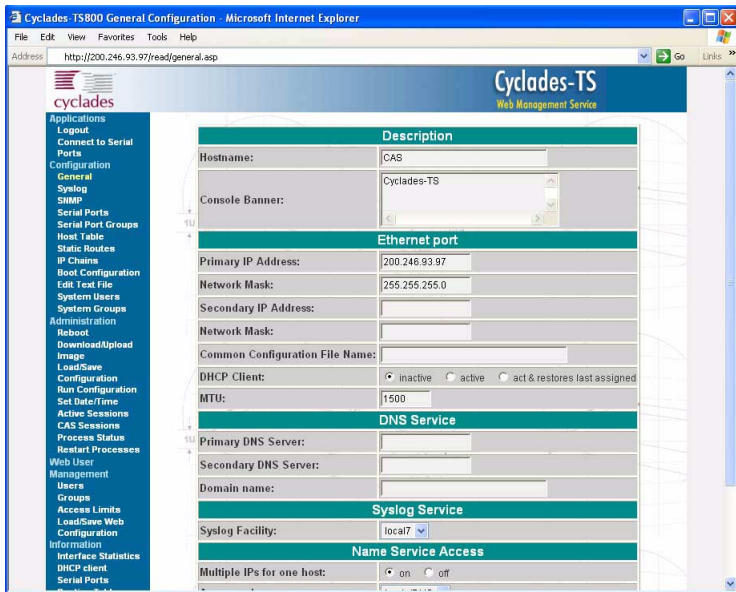 Cyclades-TS800 General Configuration - Microsoft Internet Explorer
File Edit View Favorites Tools Help
Address http://200.246.93.97/read/general.asp Go Links »
cyclades
Cyclades-TS
Web Management Service
Applications
Logout
Connect to Serial
Ports
Configuration
General
Syslog
SNMP
Serial Ports
Serial Port Groups
Host Table
Static Routes
IP Chains
Boot Configuration
Edit Text File
System Users
System Groups
Administration
Reboot
Download/Upload
Image
Load/Save
Configuration
Run Configuration
Set Date/Time
Active Sessions
CAS Sessions
Process Status
Restart Processes
Web User
Management
Users
Groups
Access Limits
Load/Save Web
Configuration
Information
Interface Statistics
DHCP client
Serial Ports
1U
1U
Description
Hostname: CAS
Console Banner: Cyclades-TS
Ethernet port
Primary IP Address: 200.246.93.97
Network Mask: 255.255.255.0
Secondary IP Address:
Network Mask:
Common Configuration File Name:
DHCP Client: inactive active act & restores last assigned
MTU: 1500
DNS Service
Primary DNS Server:
Secondary DNS Server:
Domain name:
Syslog Service
Syslog Facility: local7
Name Service Access
Multiple IPs for one host: on off